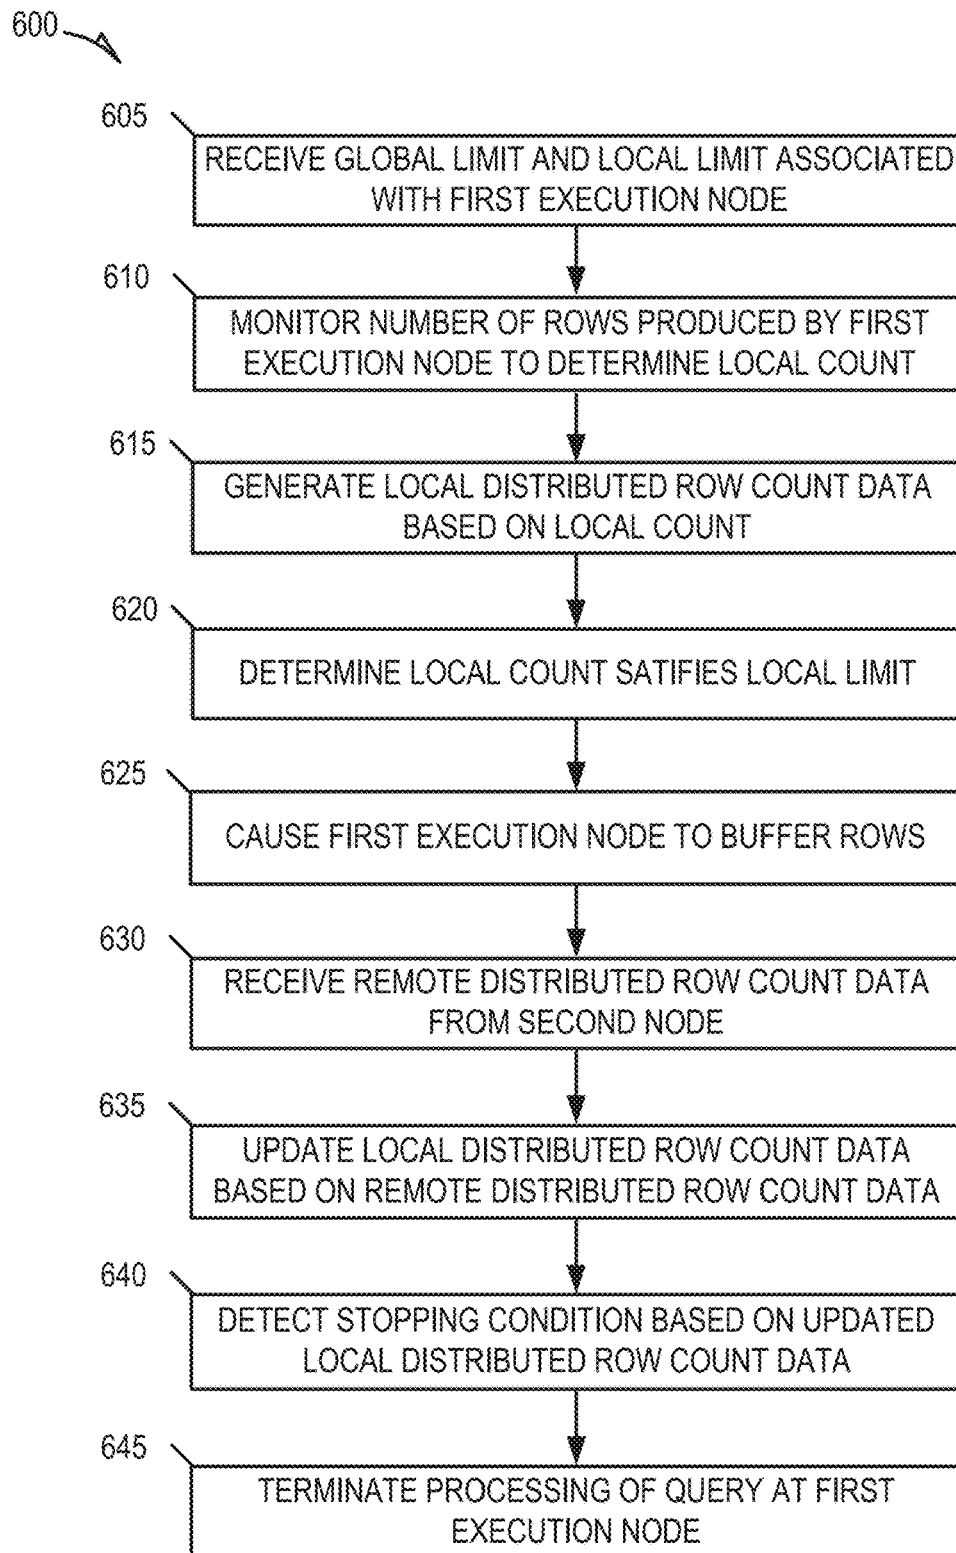 600
605
RECEIVE GLOBAL LIMIT AND LOCAL LIMIT ASSOCIATED
WITH FIRST EXECUTION NODE
610
MONITOR NUMBER OF ROWS PRODUCED BY FIRST
EXECUTION NODE TO DETERMINE LOCAL COUNT
615
GENERATE LOCAL DISTRIBUTED ROW COUNT DATA
BASED ON LOCAL COUNT
620
DETERMINE LOCAL COUNT SATIFIES LOCAL LIMIT
625
CAUSE FIRST EXECUTION NODE TO BUFFER ROWS
630
RECEIVE REMOTE DISTRIBUTED ROW COUNT DATA
FROM SECOND NODE
635
UPDATE LOCAL DISTRIBUTED ROW COUNT DATA
BASED ON REMOTE DISTRIBUTED ROW COUNT DATA
640
DETECT STOPPING CONDITION BASED ON UPDATED
LOCAL DISTRIBUTED ROW COUNT DATA
645
TERMINATE PROCESSING OF QUERY AT FIRST
EXECUTION NODE